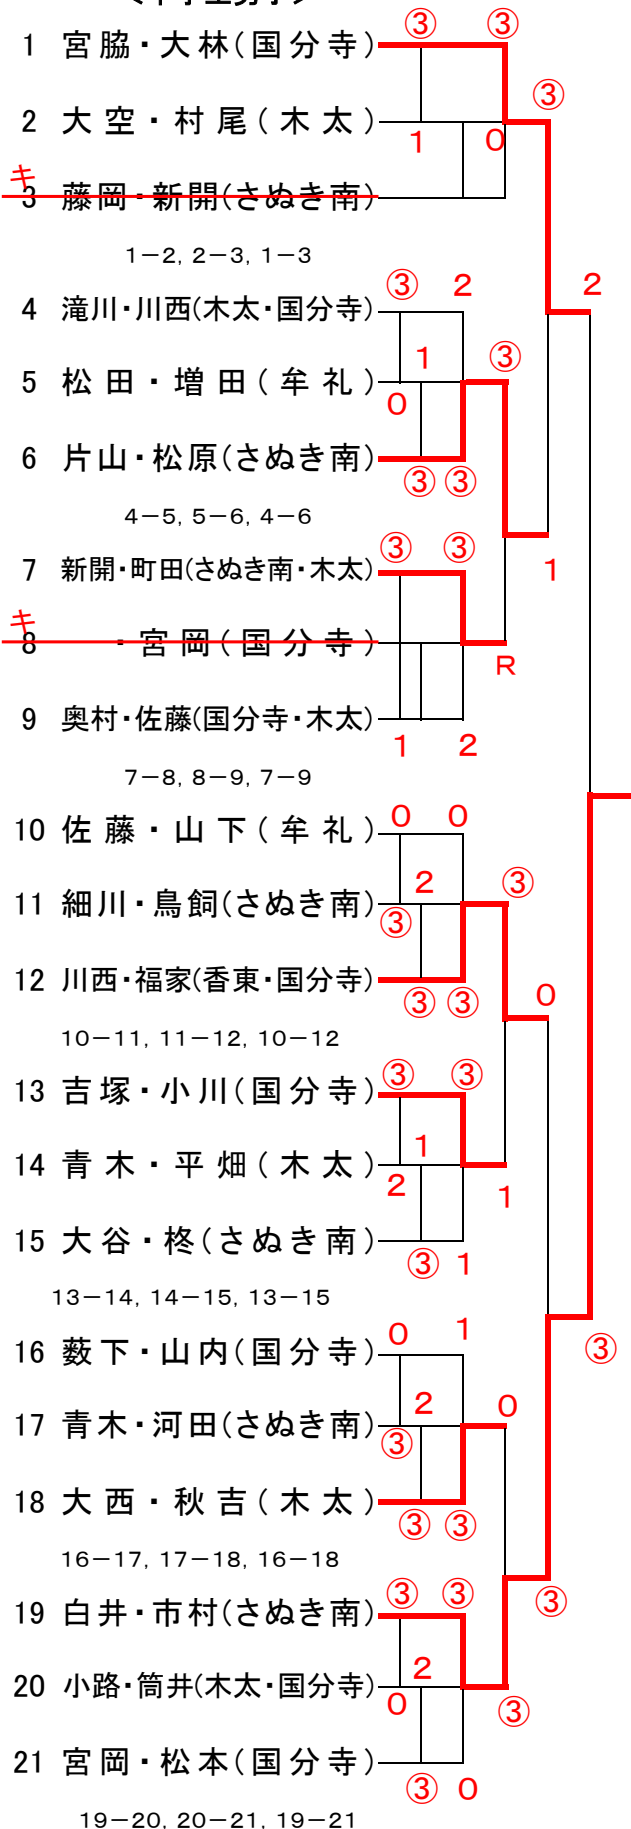 ③ ③
1 宮脇・大林(国分寺)
③
2 大空・村尾(木太)
1 0
キ
3 藤岡・新開(さぬき南)
1-2, 2-3, 1-3
③ 2 2
4 滝川・川西(木太・国分寺)
1 ③
5 松田・増田(牟礼)
0
6 片山・松原(さぬき南)
③ ③
4-5, 5-6, 4-6
③ ③
7 新開・町田(さぬき南・木太)
1
キ
8 ・宮岡(国分寺)
R
9 奥村・佐藤(国分寺・木太)
1 2
7-8, 8-9, 7-9
0 0
10 佐藤・山下(牟礼)
2 ③
11 細川・鳥飼(さぬき南)
③
12 川西・福家(香東・国分寺)
③ ③ 0
10-11, 11-12, 10-12
③ ③
13 吉塚・小川(国分寺)
1
14 青木・平畑(木太)
2 1
15 大谷・柊(さぬき南)
③ 1
13-14, 14-15, 13-15
0 1 ③
16 薮下・山内(国分寺)
2 0
17 青木・河田(さぬき南)
③
18 大西・秋吉(木太)
③ ③
16-17, 17-18, 16-18
③ ③ ③
19 白井・市村(さぬき南)
2
20 小路・筒井(木太・国分寺)
0 ③
21 宮岡・松本(国分寺)
③ 0
19-20, 20-21, 19-21